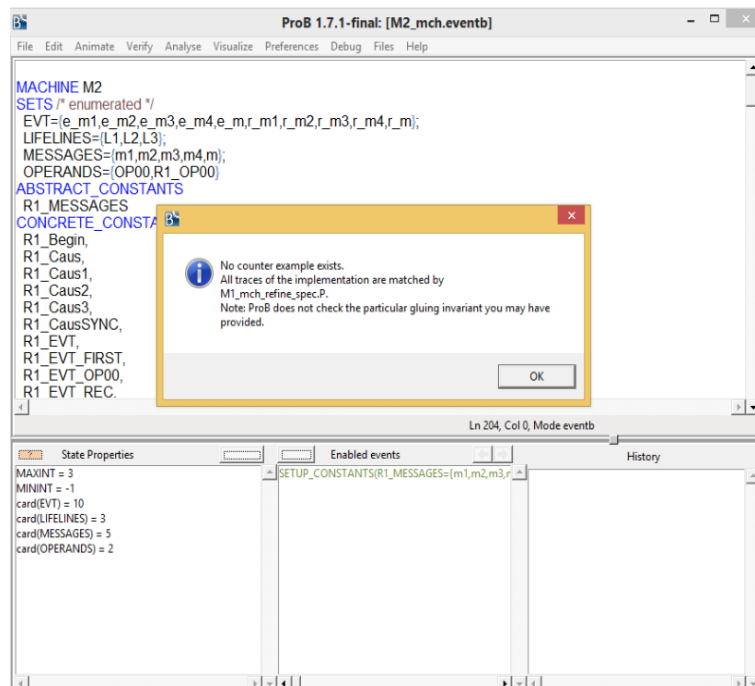 ProB 1.7.1-final: [M2_mch.eventb]
File Edit Animate Verify Analyse Visualize Preferences Debug Files Help
MACHINE M2
SETS /* enumerated */
EVT={e_m1,e_m2,e_m3,e_m4,e_m,r_m1,r_m2,r_m3,r_m4,r_m};
LIFELINES={L1,L2,L3};
MESSAGES={m1,m2,m3,m4,m};
OPERANDS={OP00,R1_OP00}
ABSTRACT_CONSTANTS
R1_MESSAGES
CONCRETE_CONSTA
R1_Begin,
R1_Caus,
R1_Caus1,
R1_Caus2,
R1_Caus3,
R1_CausSYNC,
R1_EVT,
R1_EVT_FIRST,
R1_EVT_OP00,
R1_EVT_REC,
No counter example exists.
All traces of the implementation are matched by
M1_mch_refine_spec.P.
Note: ProB does not check the particular gluing invariant you may have
provided.
OK
Ln 204, Col 0, Mode eventb
? State Properties
MAXINT = 3
MININT = -1
card(EVT) = 10
card(LIFELINES) = 3
card(MESSAGES) = 5
card(OPERANDS) = 2
Enabled events
SETUP_CONSTANTS(R1_MESSAGES={m1,m2,m3,r
History